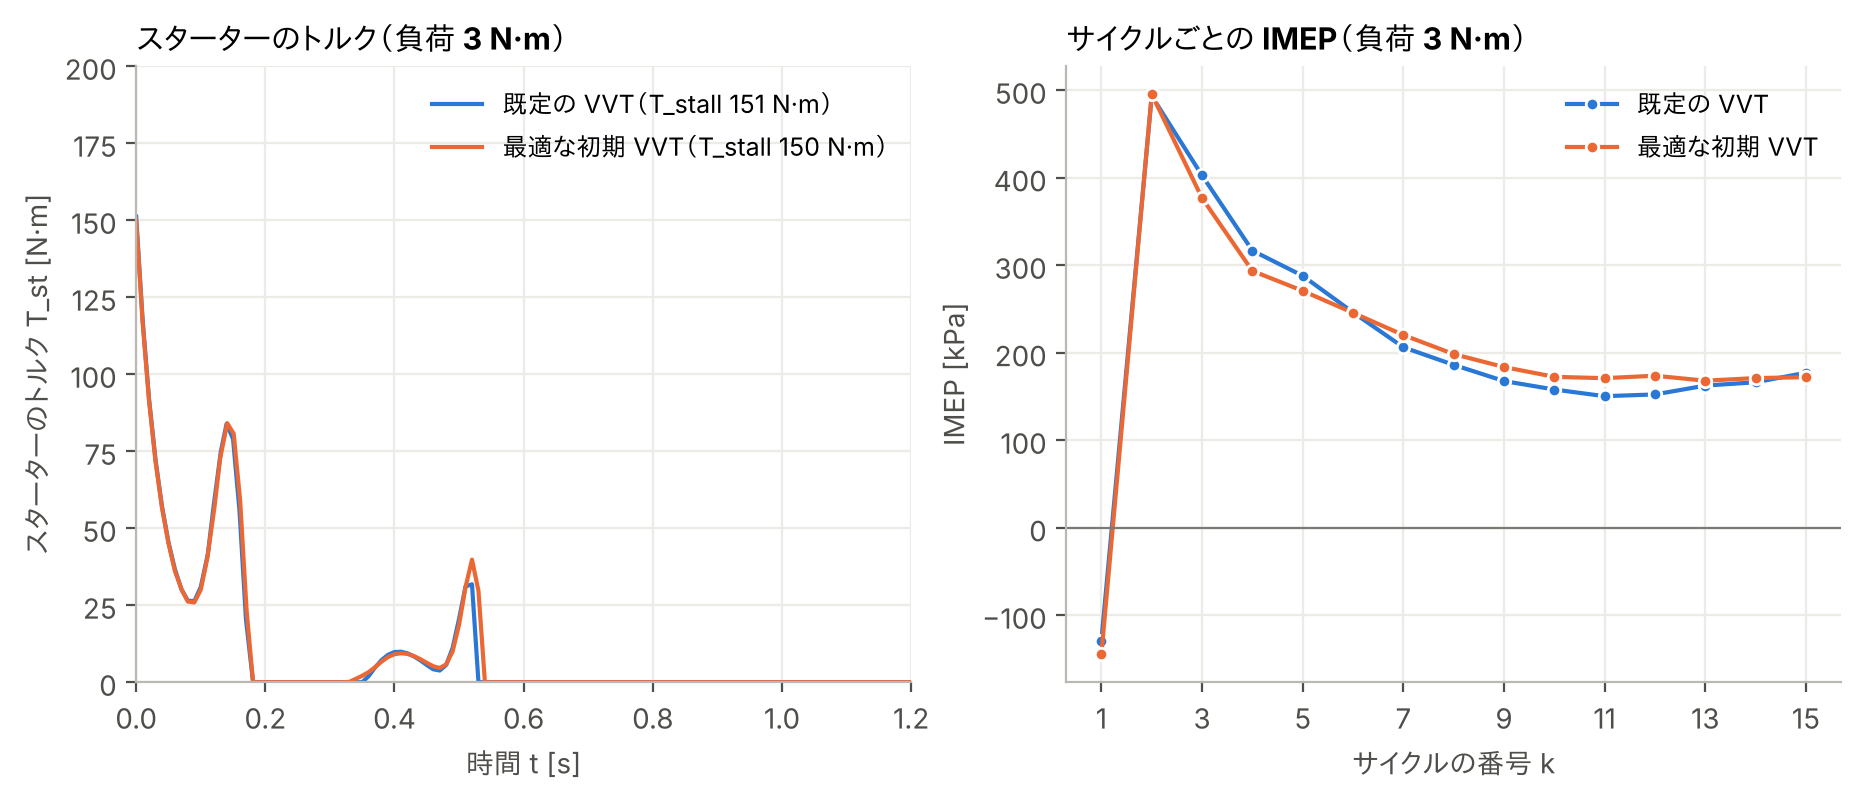 スターターのトルク（負荷 3 N·m）
200
175
150
125
100
75
50
25
0
スターターのトルク T_st [N·m]
既定の VVT（T_stall 151 N·m）
最適な初期 VVT（T_stall 150 N·m）
0.0 0.2 0.4 0.6 0.8 1.0 1.2
時間 t [s]
サイクルごとの IMEP（負荷 3 N·m）
500
400
300
200
100
0
−100
IMEP [kPa]
既定の VVT
最適な初期 VVT
1 3 5 7 9 11 13 15
サイクルの番号 k